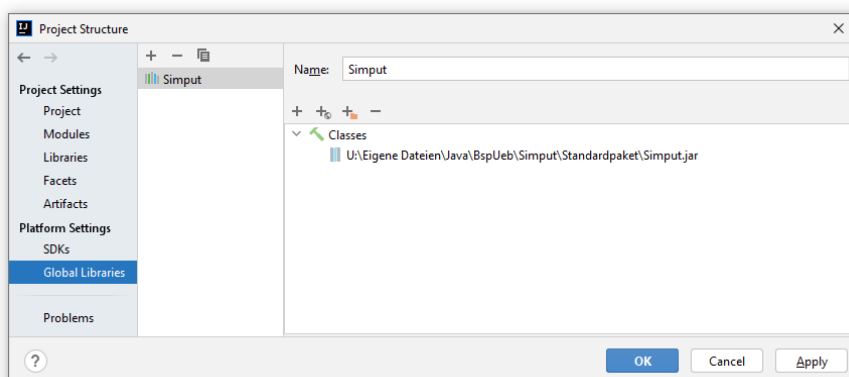 IJ Project Structure
Project Settings
Project
Modules
Libraries
Facets
Artifacts
Platform Settings
SDKs
Global Libraries
Problems
Simput
Name: Simput
Classes
U:\Eigene Dateien\Java\BspUeb\Simput\Standardpaket\Simput.jar
?
OK Cancel Apply